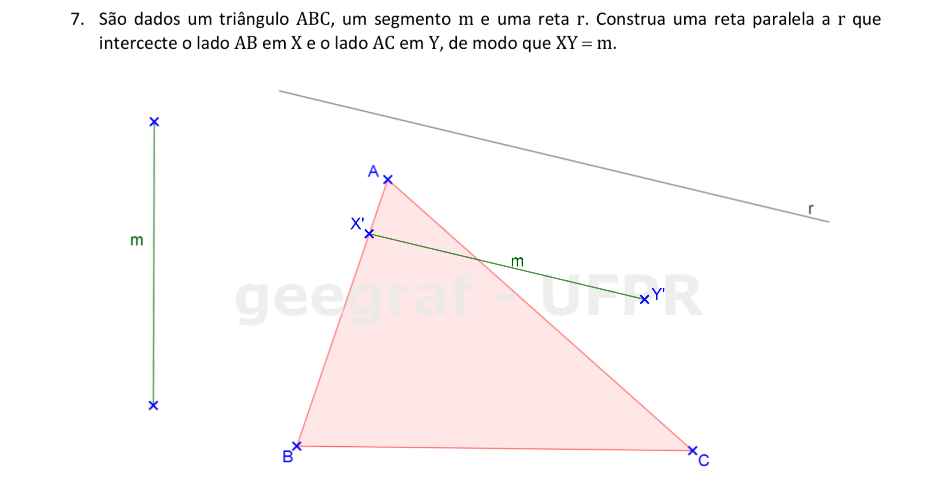 7. São dados um triângulo ABC, um segmento m e uma reta r. Construa uma reta paralela a r que
intercecte o lado AB em X e o lado AC em Y, de modo que XY = m.
A
r
X'
m
m
Y'
geegraf - UFPR
B
C